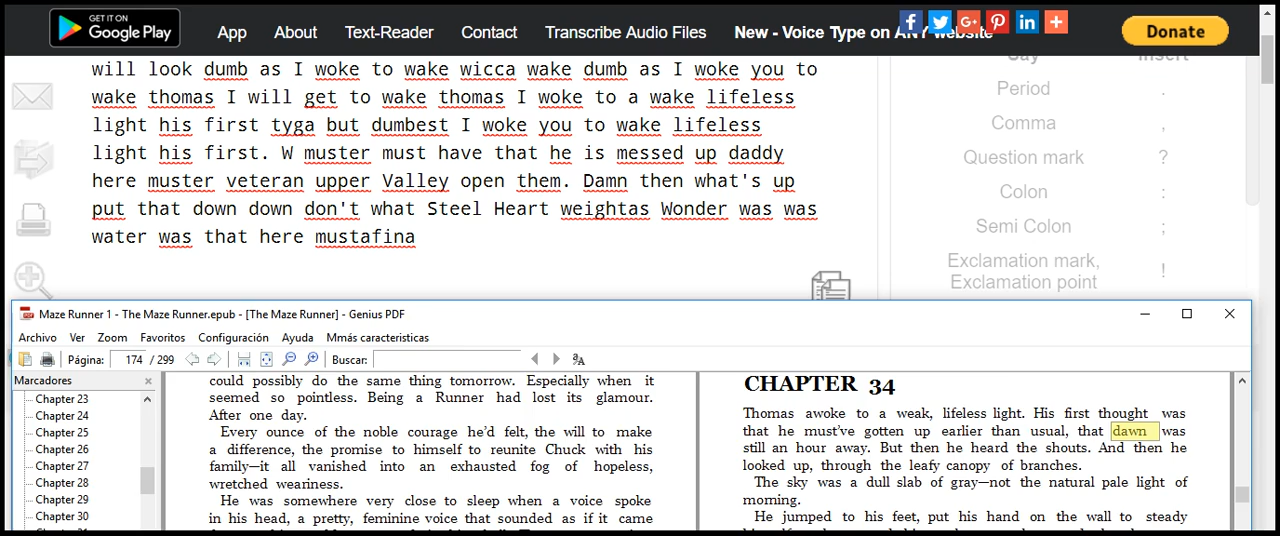 GET IT ON
Google Play
App
About
Text-Reader
Contact
Transcribe Audio Files
New - Voice Type on ANY website
Donate
will look dumb as I woke to wake wicca wake dumb as I woke you to
wake thomas I will get to wake thomas I woke to a wake lifeless
light his first tyga but dumbest I woke you to wake lifeless
light his first. W muster must have that he is messed up daddy
here muster veteran upper Valley open them. Damn then what's up
put that down down don't what Steel Heart weightas Wonder was was
water was that here mustafina
Say Insert
Period .
Comma ,
Question mark ?
Colon :
Semi Colon ;
Exclamation mark,
Exclamation point !
Maze Runner 1 - The Maze Runner.epub - [The Maze Runner] - Genius PDF
Archivo Ver Zoom Favoritos Configuración Ayuda Mmás caracteristicas
Página: 174 / 299 Buscar:
Marcadores
Chapter 23
Chapter 24
Chapter 25
Chapter 26
Chapter 27
Chapter 28
Chapter 29
Chapter 30
could possibly do the same thing tomorrow. Especially when it
seemed so pointless. Being a Runner had lost its glamour.
After one day.
Every ounce of the noble courage he'd felt, the will to make
a difference, the promise to himself to reunite Chuck with his
family—it all vanished into an exhausted fog of hopeless,
wretched weariness.
He was somewhere very close to sleep when a voice spoke
in his head, a pretty, feminine voice that sounded as if it came
CHAPTER 34
Thomas awoke to a weak, lifeless light. His first thought was
that he must've gotten up earlier than usual, that dawn was
still an hour away. But then he heard the shouts. And then he
looked up, through the leafy canopy of branches.
The sky was a dull slab of gray—not the natural pale light of
morning.
He jumped to his feet, put his hand on the wall to steady